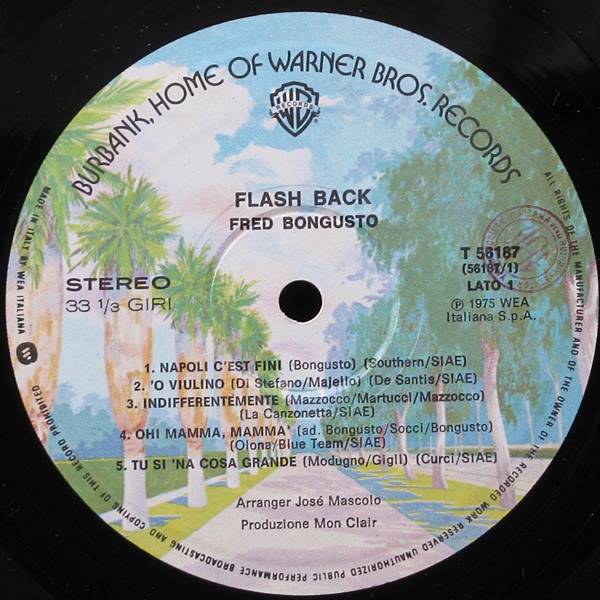 BURBANK, HOME OF WARNER BROS. RECORDS
RECORDS
FLASH BACK
FRED BONGUSTO
STEREO
33 1/3 GIRI
T 56187
(56187/1)
LATO 1
℗ 1975 WEA
Italiana S.p.A.
1. NAPOLI C'EST FINI (Bongusto) (Southern/SIAE)
2. 'O VIULINO (Di Stefano/Majello) (De Santis/SIAE)
3. INDIFFERENTEMENTE (Mazzocco/Martucci/Mazzocco)
(La Canzonetta/SIAE)
4. OHI MAMMA, MAMMA' (ad. Bongusto/Socci/Bongusto)
(Olona/Blue Team/SIAE)
5. TU SI 'NA COSA GRANDE (Modugno/Gigli) (Curci/SIAE)
Arranger José Mascolo
Produzione Mon Clair
MADE IN ITALY BY WEA ITALIANA
ALL RIGHTS OF THE MANUFACTURER AND OF THE OWNER OF THE RECORDED WORK RESERVED UNAUTHORIZED PUBLIC PERFORMANCE BROADCASTING AND COPYING OF THIS RECORD PROHIBITED